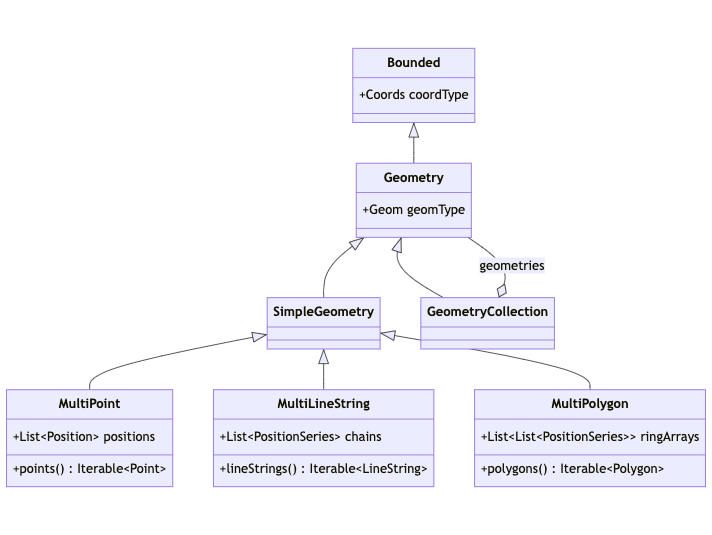 Bounded
+Coords coordType
Geometry
+Geom geomType
geometries
SimpleGeometry
GeometryCollection
MultiPoint
+List<Position> positions
+points() : Iterable<Point>
MultiLineString
+List<PositionSeries> chains
+lineStrings() : Iterable<LineString>
MultiPolygon
+List<List<PositionSeries>> ringArrays
+polygons() : Iterable<Polygon>